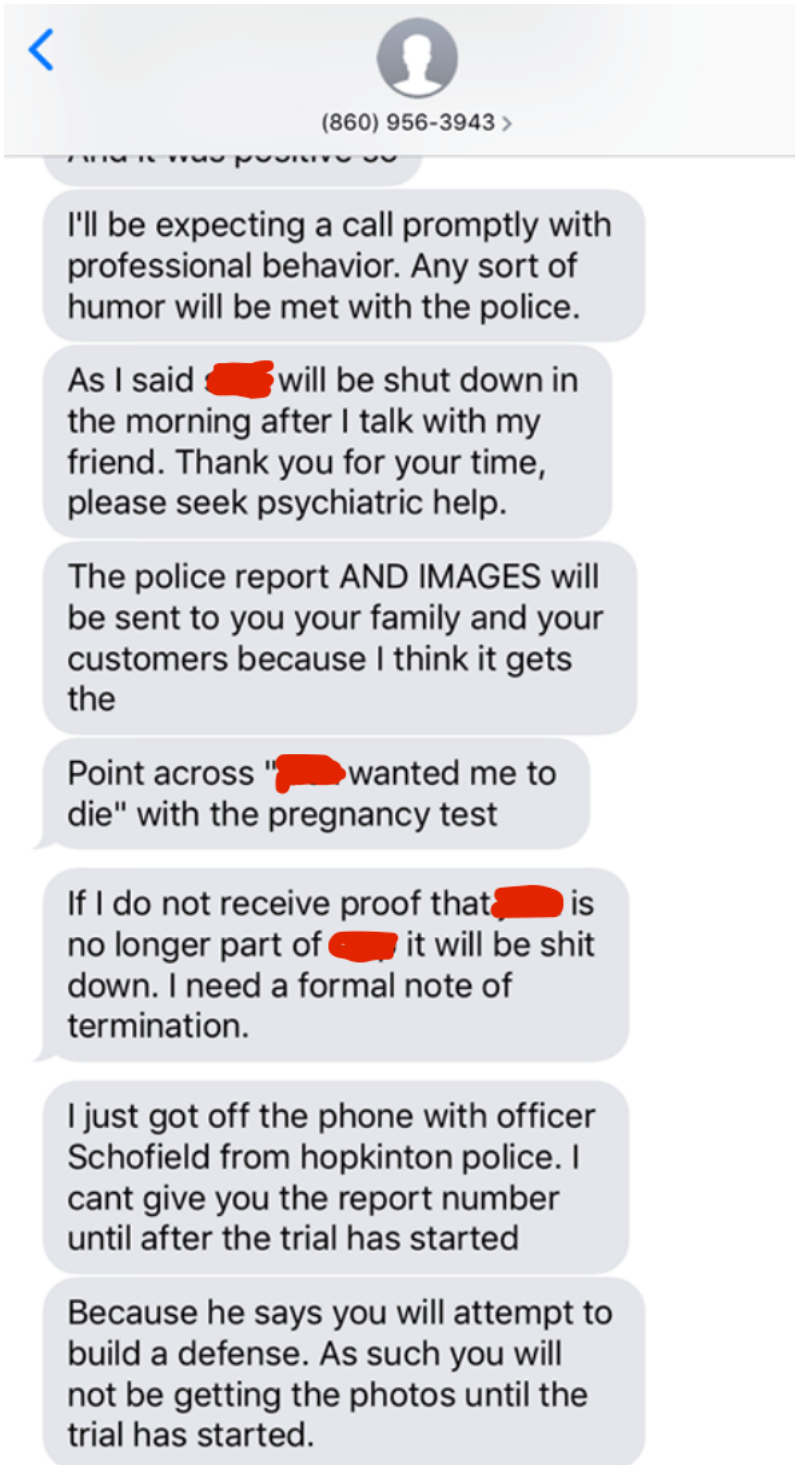 (860) 956-3943 >
And it was positive so
I'll be expecting a call promptly with
professional behavior. Any sort of
humor will be met with the police.
As I said will be shut down in
the morning after I talk with my
friend. Thank you for your time,
please seek psychiatric help.
The police report AND IMAGES will
be sent to you your family and your
customers because I think it gets
the
Point across " wanted me to
die" with the pregnancy test
If I do not receive proof that is
no longer part of it will be shit
down. I need a formal note of
termination.
I just got off the phone with officer
Schofield from hopkinton police. I
cant give you the report number
until after the trial has started
Because he says you will attempt to
build a defense. As such you will
not be getting the photos until the
trial has started.